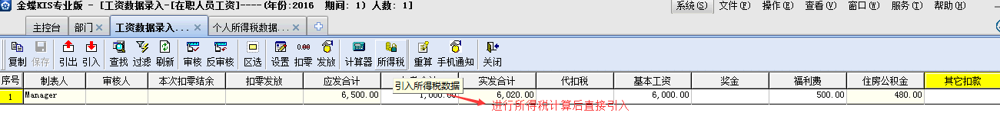 金蝶KIS专业版 - [工资数据录入-[在职人员工资]----(年份:2016 期间: 1) 人数: 1] 系统(S) 文件(F) 操作(E) 查看(V) 窗口(W) 服务(T) 帮助(H)
主控台 部门 工资数据录入... 个人所得税数据...
复制 保存 引出 引入 查找 过滤 刷新 审核 反审核 区选 设置 扣零 发放 计算器 所得税 重算 手机通知 关闭
序号 制表人 审核人 本次扣零结余 扣零发放 应发合计 实发合计 代扣税 基本工资 奖金 福利费 住房公积金 其它扣款
引入所得税数据
1 Manager 6,500.00 1,000.00 6,020.00 6,000.00 500.00 480.00
进行所得税计算后直接引入